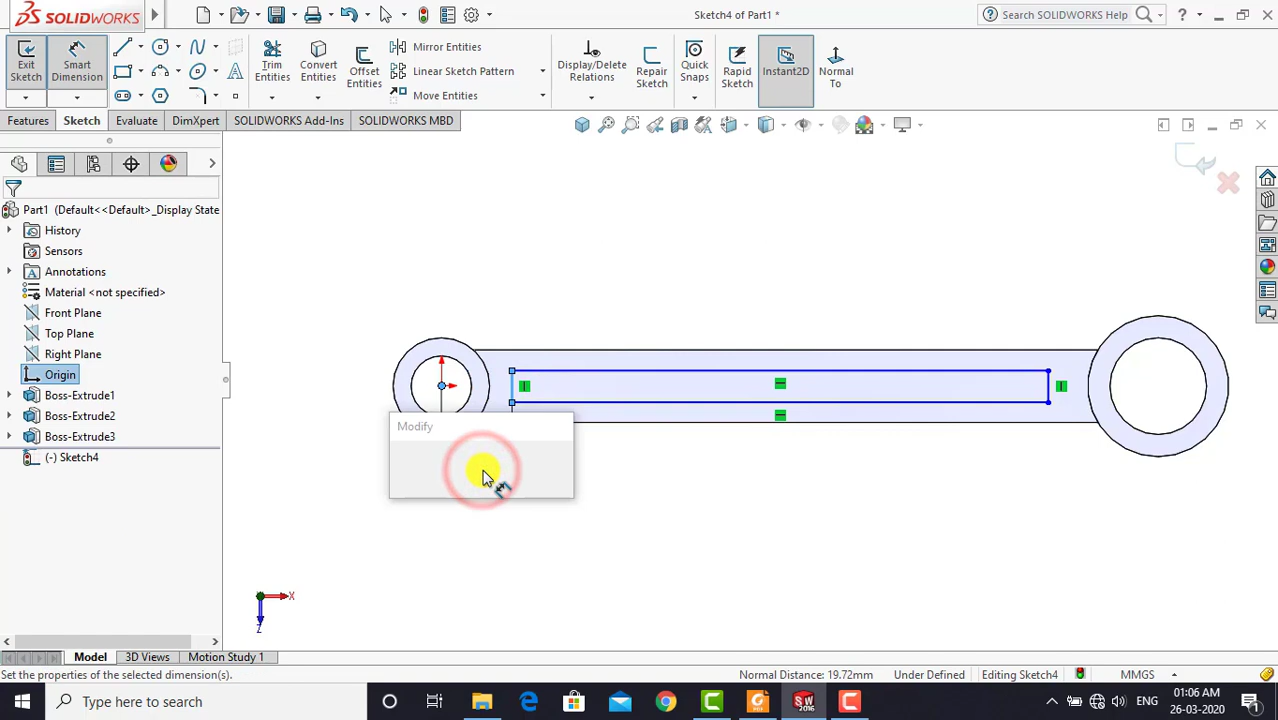 SOLIDWORKS
Sketch4 of Part1 *
Search SOLIDWORKS Help
Exit Sketch
Smart Dimension
Trim Entities
Convert Entities
Offset Entities
Mirror Entities
Linear Sketch Pattern
Move Entities
Display/Delete Relations
Repair Sketch
Quick Snaps
Rapid Sketch
Instant2D
Normal To
Features
Sketch
Evaluate
DimXpert
SOLIDWORKS Add-Ins
SOLIDWORKS MBD
Part1 (Default<<Default>_Display State
History
Sensors
Annotations
Material <not specified>
Front Plane
Top Plane
Right Plane
Origin
Boss-Extrude1
Boss-Extrude2
Boss-Extrude3
(-) Sketch4
Modify
X
Z
Model
3D Views
Motion Study 1
Set the properties of the selected dimension(s).
Normal Distance: 19.72mm
Under Defined
Editing Sketch4
MMGS
Type here to search
SW
2016
ENG
01:06 AM
26-03-2020